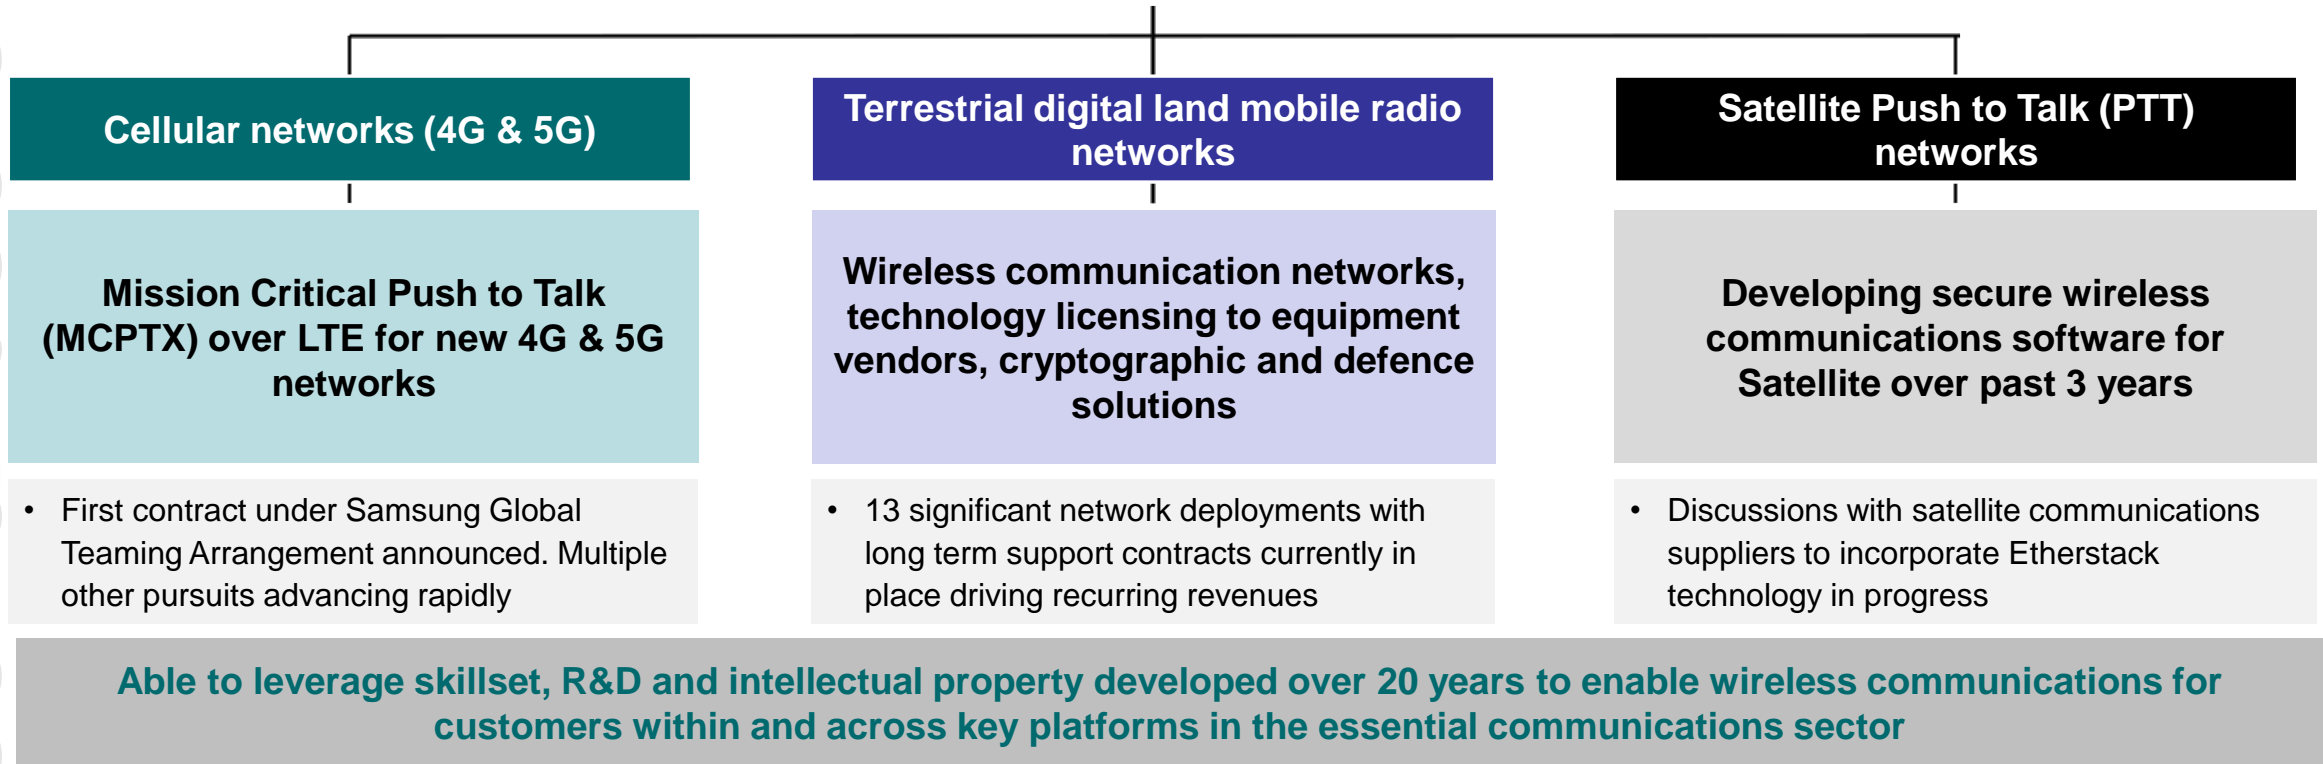 Cellular networks (4G & 5G)
Mission Critical Push to Talk
(MCPTX) over LTE for new 4G & 5G
networks
• First contract under Samsung Global
Teaming Arrangement announced. Multiple
other pursuits advancing rapidly
Terrestrial digital land mobile radio
networks
Wireless communication networks,
technology licensing to equipment
vendors, cryptographic and defence
solutions
• 13 significant network deployments with
long term support contracts currently in
place driving recurring revenues
Satellite Push to Talk (PTT)
networks
Developing secure wireless
communications software for
Satellite over past 3 years
• Discussions with satellite communications
suppliers to incorporate Etherstack
technology in progress
Able to leverage skillset, R&D and intellectual property developed over 20 years to enable wireless communications for
customers within and across key platforms in the essential communications sector